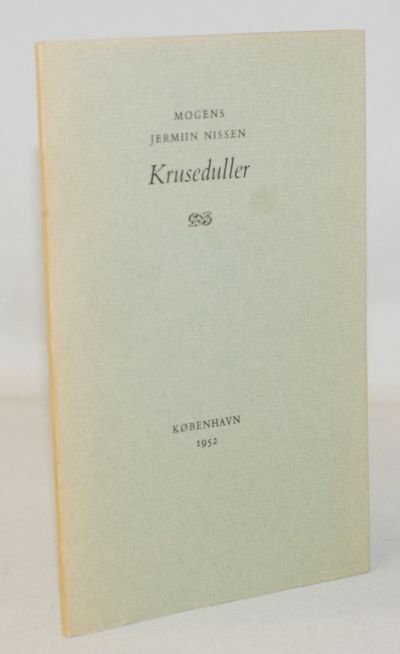 MOGENS
JERMIIN NISSEN
Kruseduller
KØBENHAVN
1952